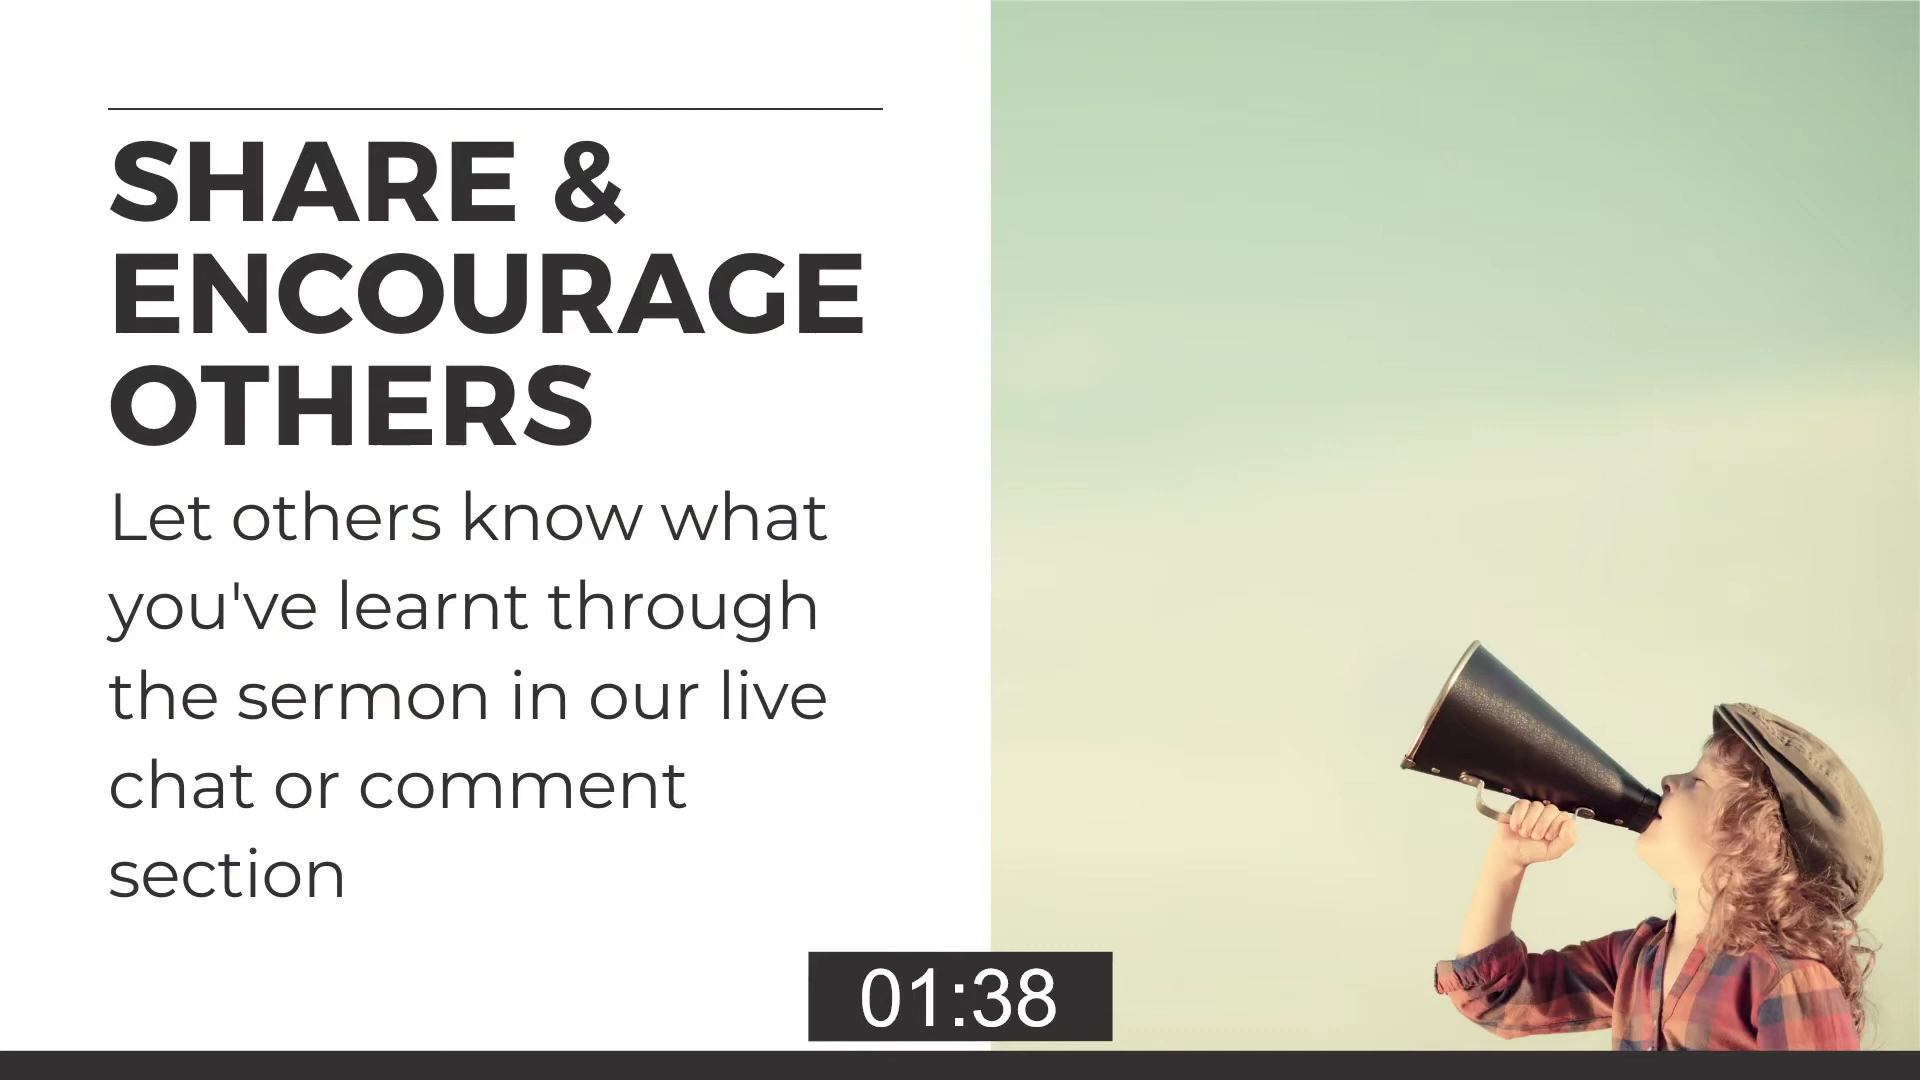 SHARE &
ENCOURAGE
OTHERS
Let others know what
you've learnt through
the sermon in our live
chat or comment
section
01:38